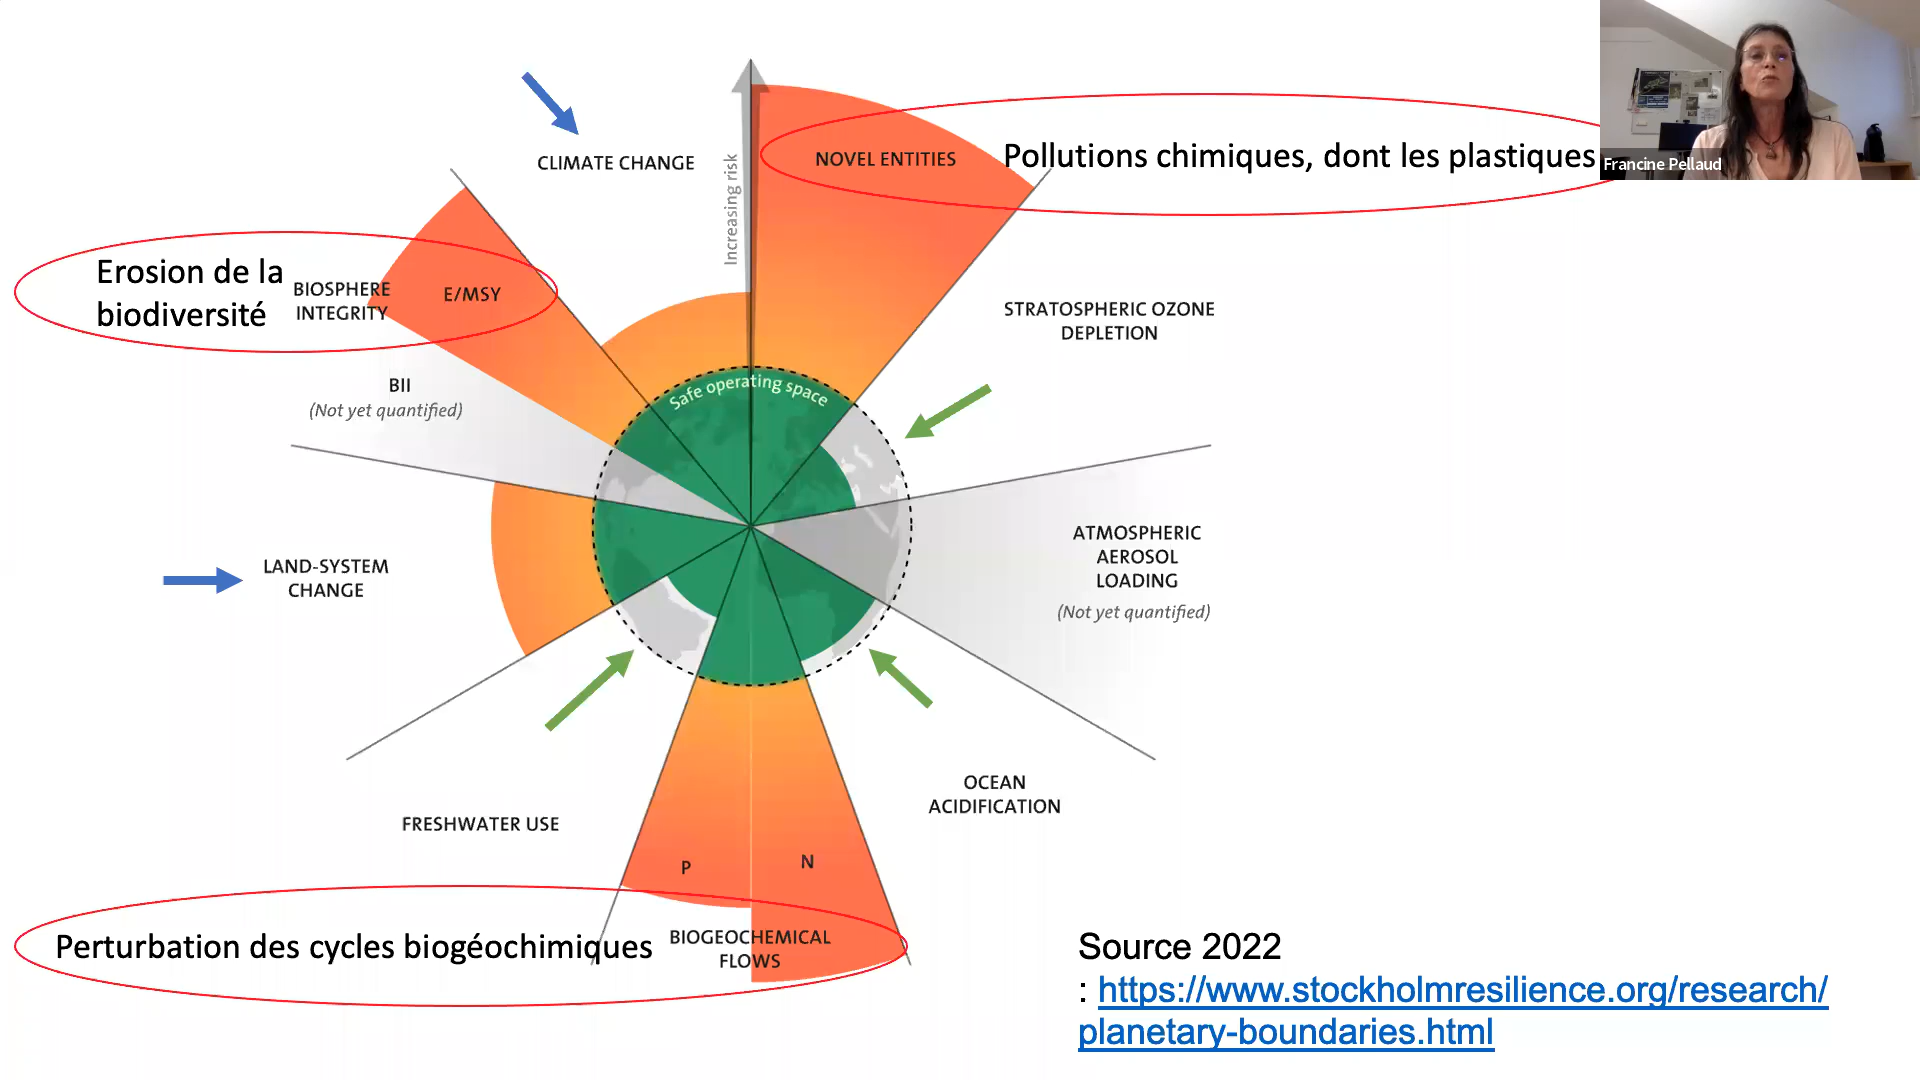 CLIMATE CHANGE
Increasing risk
NOVEL ENTITIES
Pollutions chimiques, dont les plastiques
Francine Pellaud
Erosion de la
biodiversité
BIOSPHERE
INTEGRITY
E/MSY
STRATOSPHERIC OZONE
DEPLETION
BII
(Not yet quantified)
Safe operating space
ATMOSPHERIC
AEROSOL
LOADING
(Not yet quantified)
LAND-SYSTEM
CHANGE
OCEAN
ACIDIFICATION
FRESHWATER USE
P
N
Perturbation des cycles biogéochimiques
BIOGEOCHEMICAL
FLOWS
Source 2022
: https://www.stockholmresilience.org/research/
planetary-boundaries.html